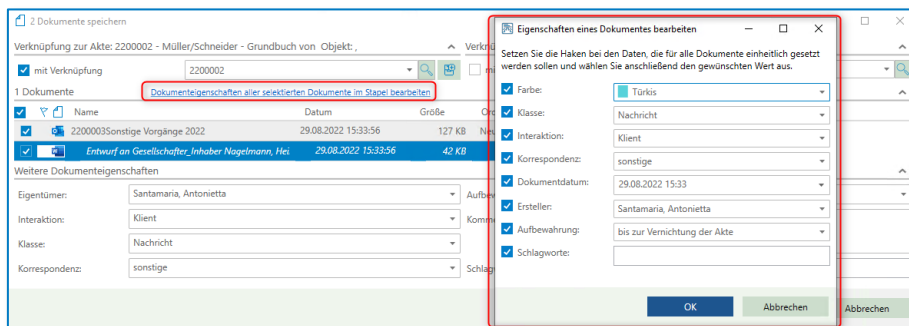 2 Dokumente speichern
Verknüpfung zur Akte: 2200002 - Müller/Schneider - Grundbuch von Objekt: ,
mit Verknüpfung 2200002
1 Dokumente Dokumenteigenschaften aller selektierten Dokumente im Stapel bearbeiten
Name Datum Größe
2200003Sonstige Vorgänge 2022 29.08.2022 15:33:56 127 KB
Entwurf an Gesellschafter_Inhaber Nagelmann, Hei. 29.08.2022 15:33:56 42 KB
Weitere Dokumenteigenschaften
Eigentümer: Santamaria, Antonietta
Interaktion: Klient
Klasse: Nachricht
Korrespondenz: sonstige
Eigenschaften eines Dokumentes bearbeiten
Setzen Sie die Haken bei den Daten, die für alle Dokumente einheitlich gesetzt
werden sollen und wählen Sie anschließend den gewünschten Wert aus.
Farbe: Türkis
Klasse: Nachricht
Interaktion: Klient
Korrespondenz: sonstige
Dokumentdatum: 29.08.2022 15:33
Ersteller: Santamaria, Antonietta
Aufbewahrung: bis zur Vernichtung der Akte
Schlagworte:
OK Abbrechen
Abbrechen